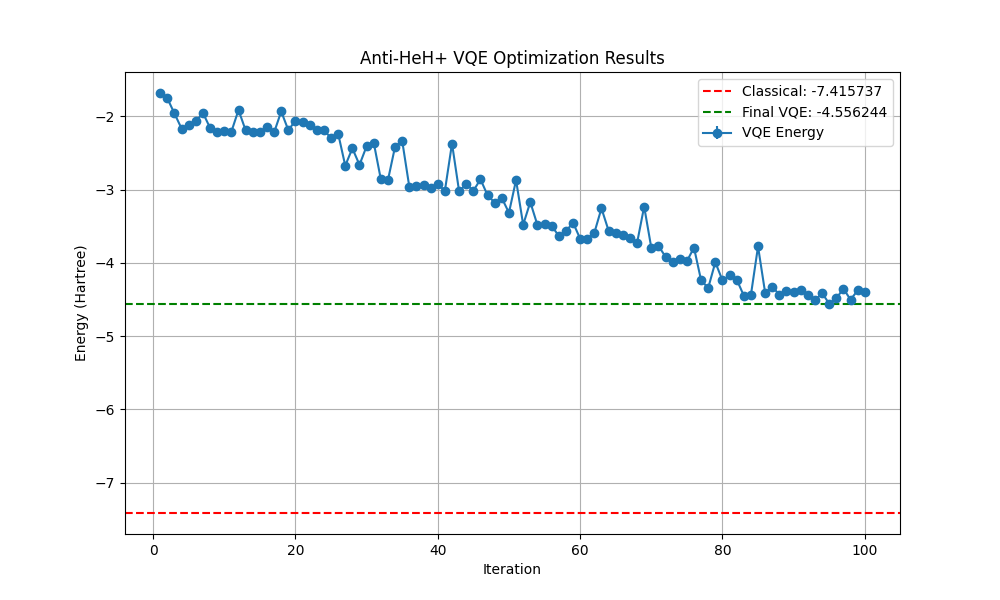 Anti-HeH+ VQE Optimization Results
Classical: -7.415737
Final VQE: -4.556244
VQE Energy
Energy (Hartree)
−2
−3
−4
−5
−6
−7
0 20 40 60 80 100
Iteration